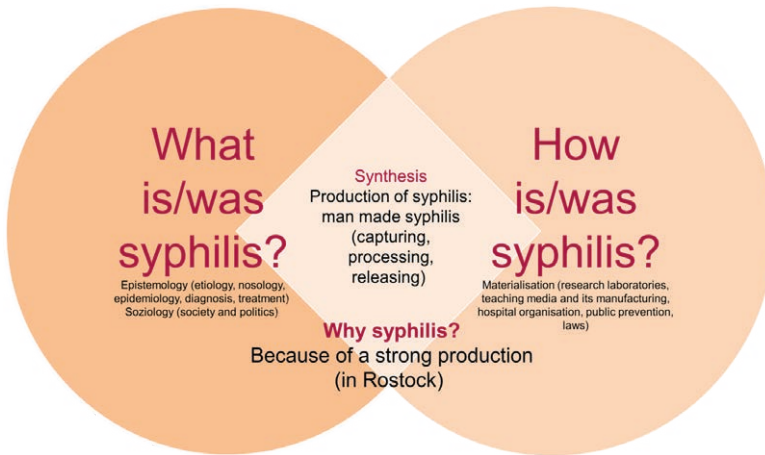 What
is/was
syphilis?
Epistemology (etiology, nosology,
epidemiology, diagnosis, treatment)
Soziology (society and politics)
Synthesis
Production of syphilis:
man made syphilis
(capturing,
processing,
releasing)
How
is/was
syphilis?
Materialisation (research laboratories,
teaching media and its manufacturing,
hospital organisation, public prevention,
laws)
Why syphilis?
Because of a strong production
(in Rostock)